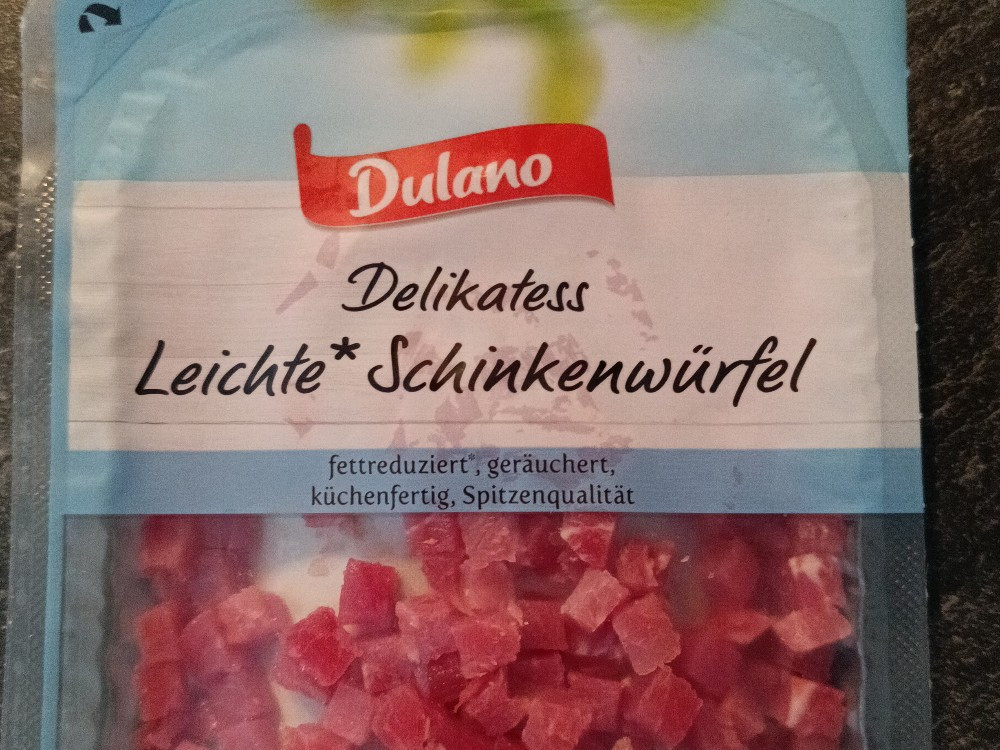 Dulano
Delikatess
Leichte* Schinkenwürfel
fettreduziert*, geräuchert,
küchenfertig, Spitzenqualität